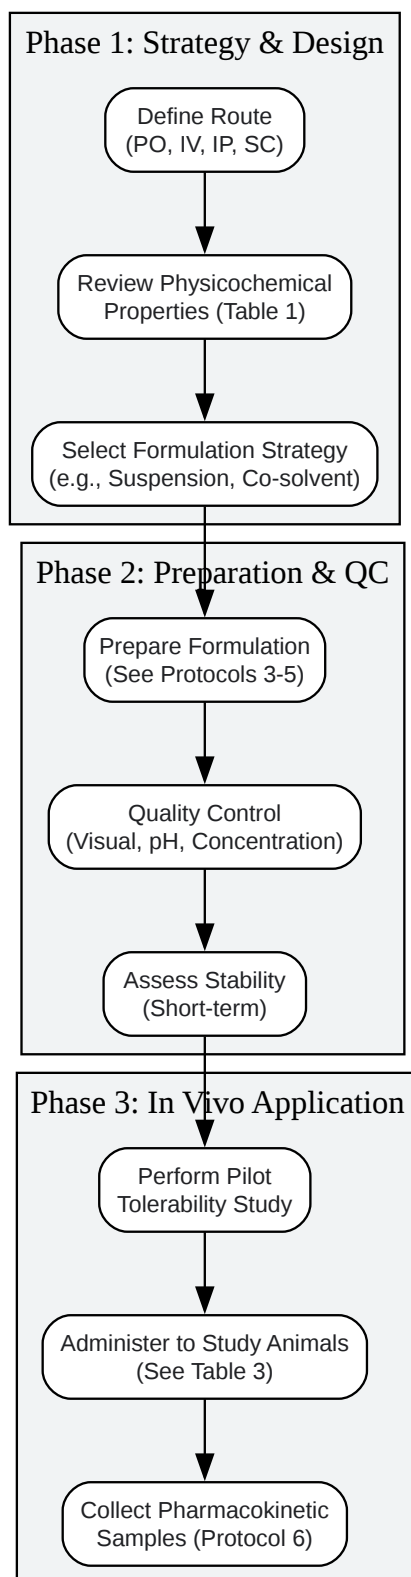 Phase 1: Strategy & Design
Define Route
(PO, IV, IP, SC)
Review Physicochemical
Properties (Table 1)
Select Formulation Strategy
(e.g., Suspension, Co-solvent)
Phase 2: Preparation & QC
Prepare Formulation
(See Protocols 3-5)
Quality Control
(Visual, pH, Concentration)
Assess Stability
(Short-term)
Phase 3: In Vivo Application
Perform Pilot
Tolerability Study
Administer to Study Animals
(See Table 3)
Collect Pharmacokinetic
Samples (Protocol 6)